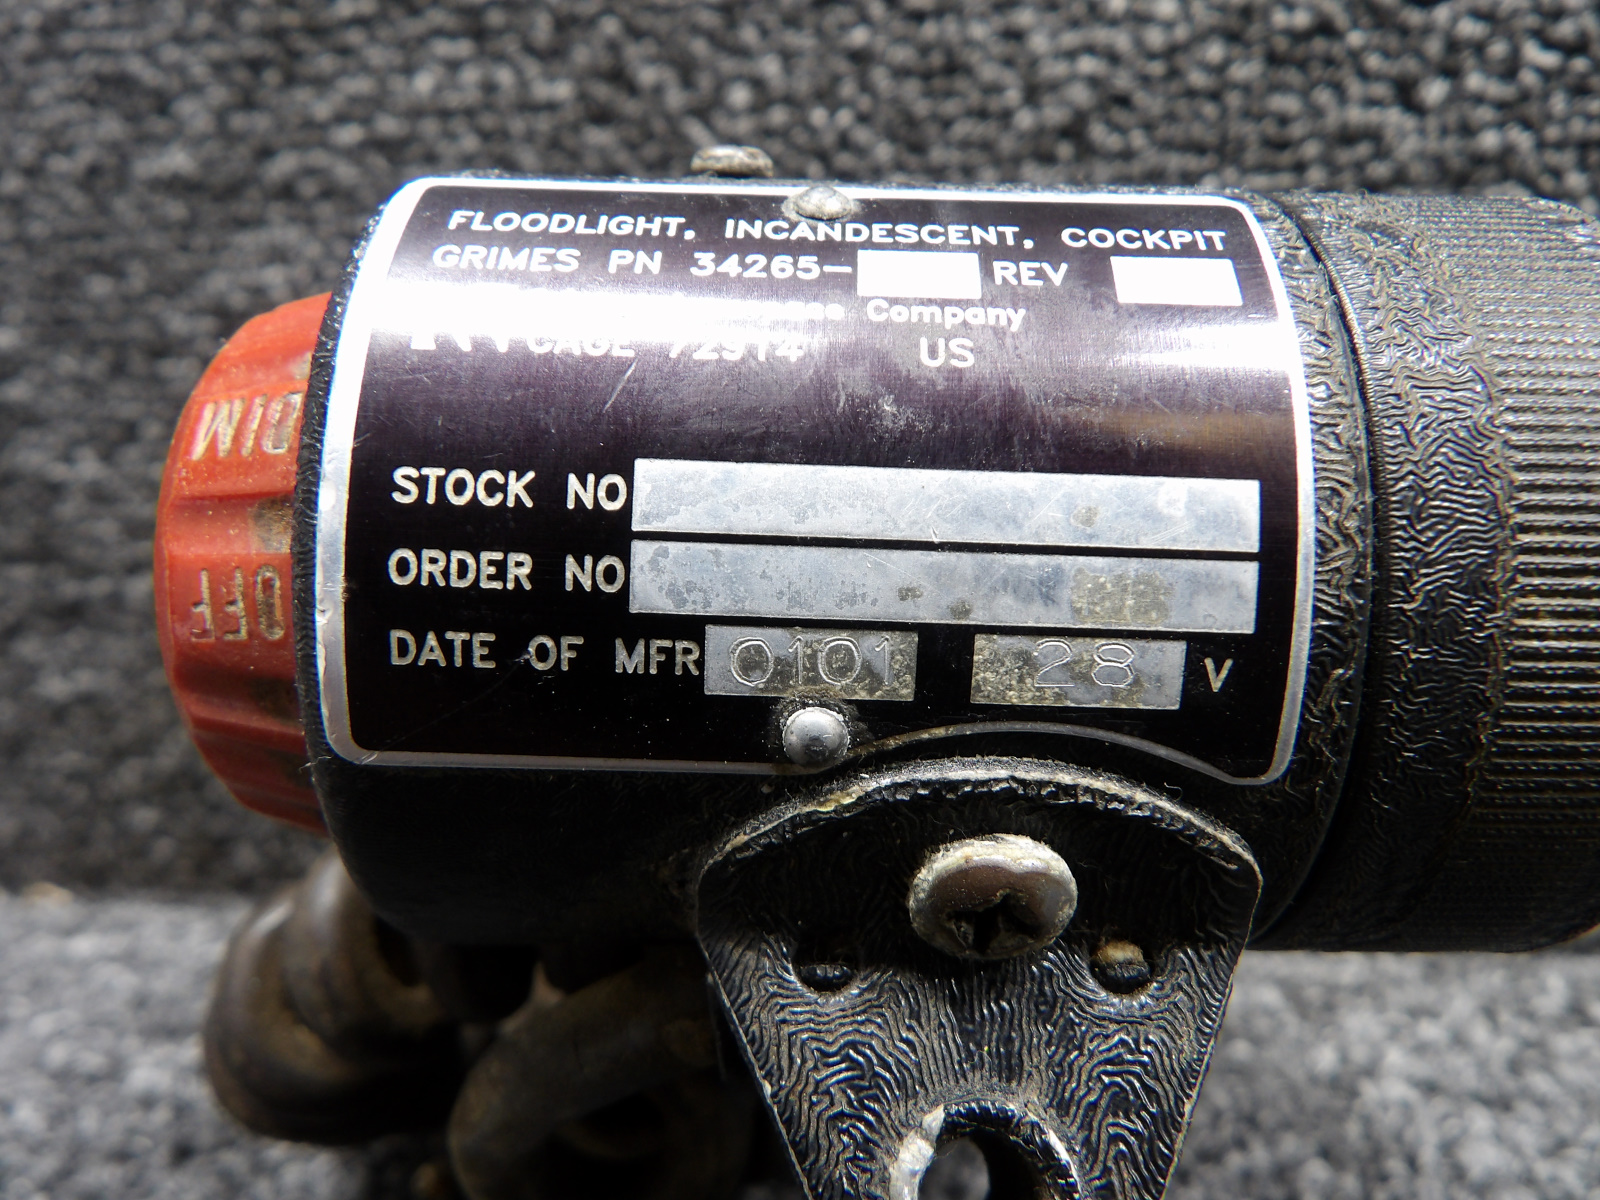 FLOODLIGHT, INCANDESCENT, COCKPIT
GRIMES PN 34265- REV
Company
CAGE 72914 US
STOCK NO
ORDER NO
DATE OF MFR 0101 28 V
DIM
OFF